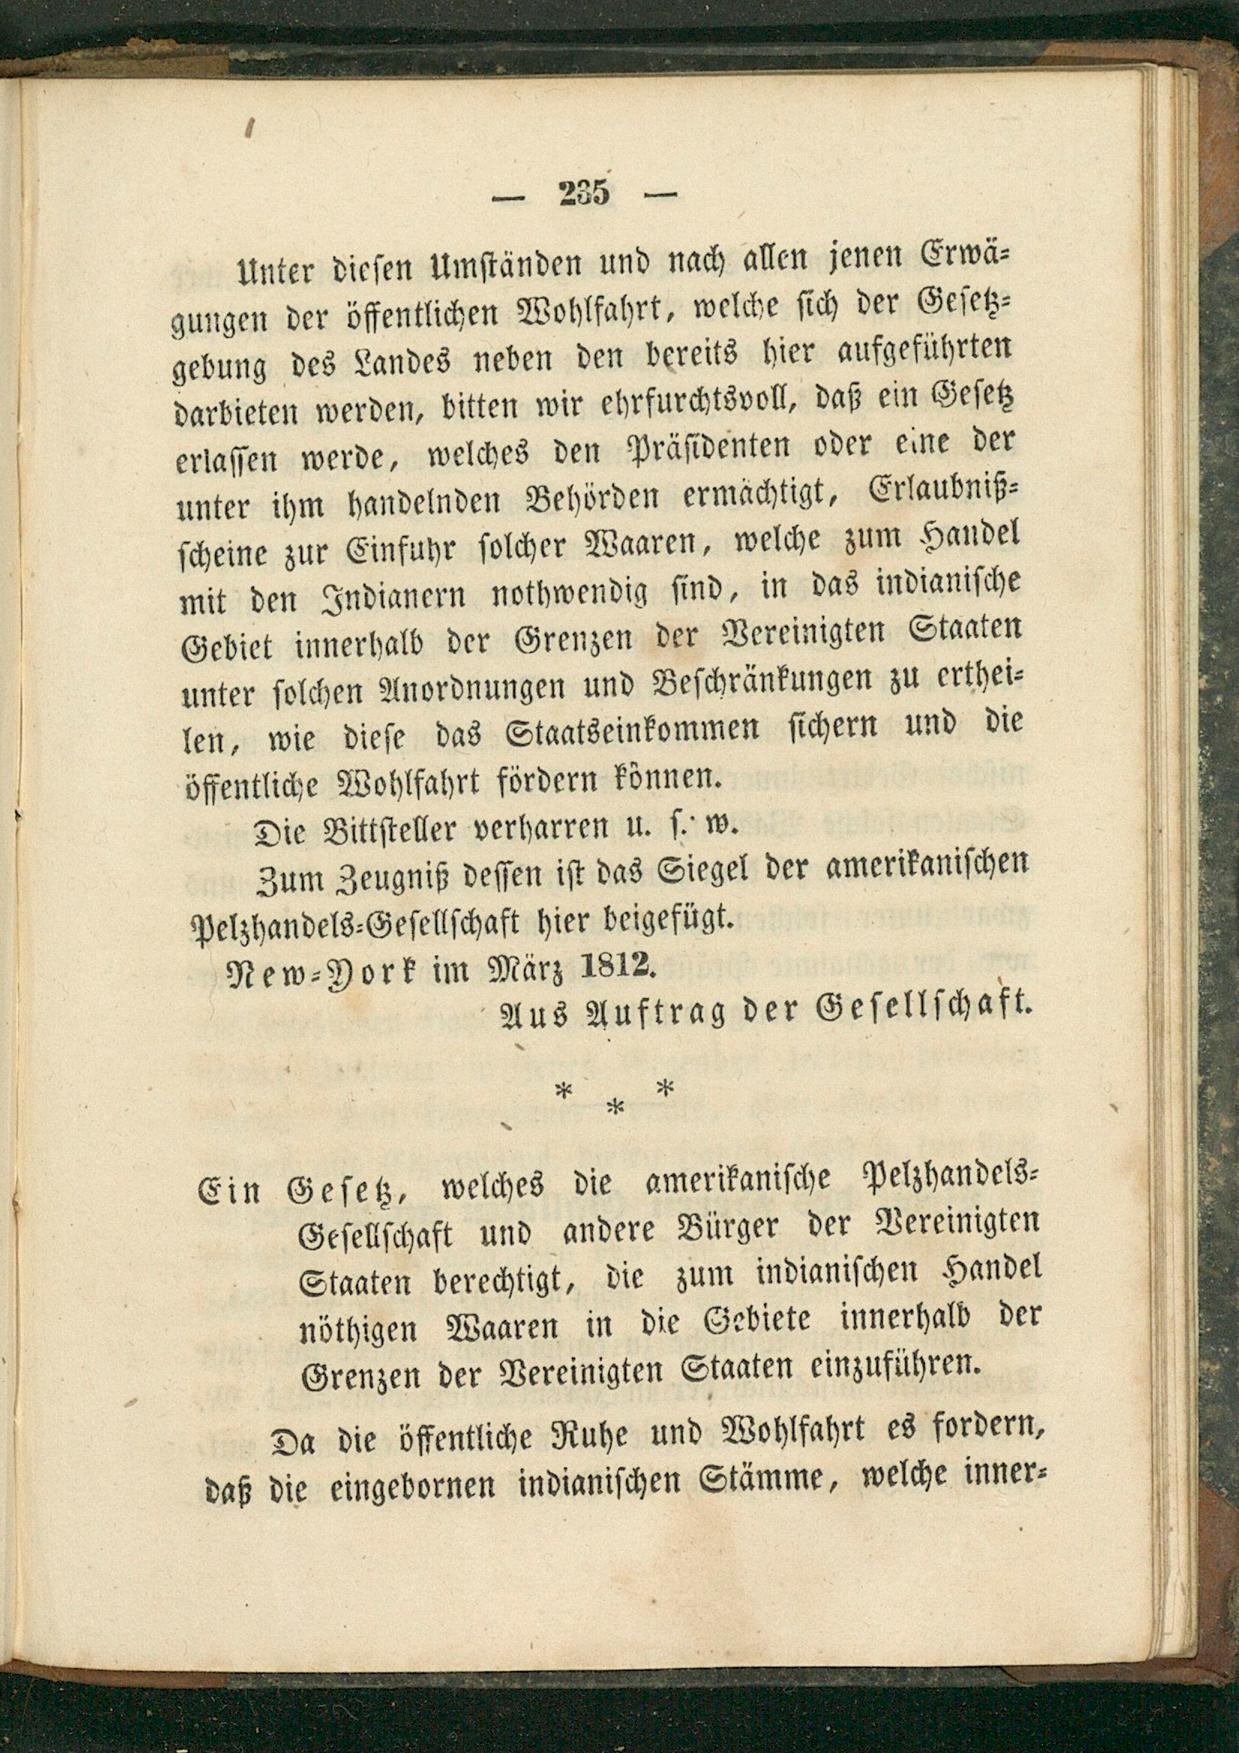 — 235 —
Unter diesen Umständen und nach allen jenen Erwä-
gungen der öffentlichen Wohlfahrt, welche sich der Gesetz-
gebung des Landes neben den bereits hier aufgeführten
darbieten werden, bitten wir ehrfurchtsvoll, daß ein Gesetz
erlassen werde, welches den Präsidenten oder eine der
unter ihm handelnden Behörden ermächtigt, Erlaubniß-
scheine zur Einfuhr solcher Waaren, welche zum Handel
mit den Indianern nothwendig sind, in das indianische
Gebiet innerhalb der Grenzen der Vereinigten Staaten
unter solchen Anordnungen und Beschränkungen zu erthei-
len, wie diese das Staatseinkommen sichern und die
öffentliche Wohlfahrt fördern können.
Die Bittsteller verharren u. s. w.
Zum Zeugniß dessen ist das Siegel der amerikanischen
Pelzhandels-Gesellschaft hier beigefügt.
New-York im März 1812.
Aus Auftrag der Gesellschaft.
* * *
Ein Gesetz, welches die amerikanische Pelzhandels-
Gesellschaft und andere Bürger der Vereinigten
Staaten berechtigt, die zum indianischen Handel
nöthigen Waaren in die Gebiete innerhalb der
Grenzen der Vereinigten Staaten einzuführen.
Da die öffentliche Ruhe und Wohlfahrt es fordern,
daß die eingebornen indianischen Stämme, welche inner-